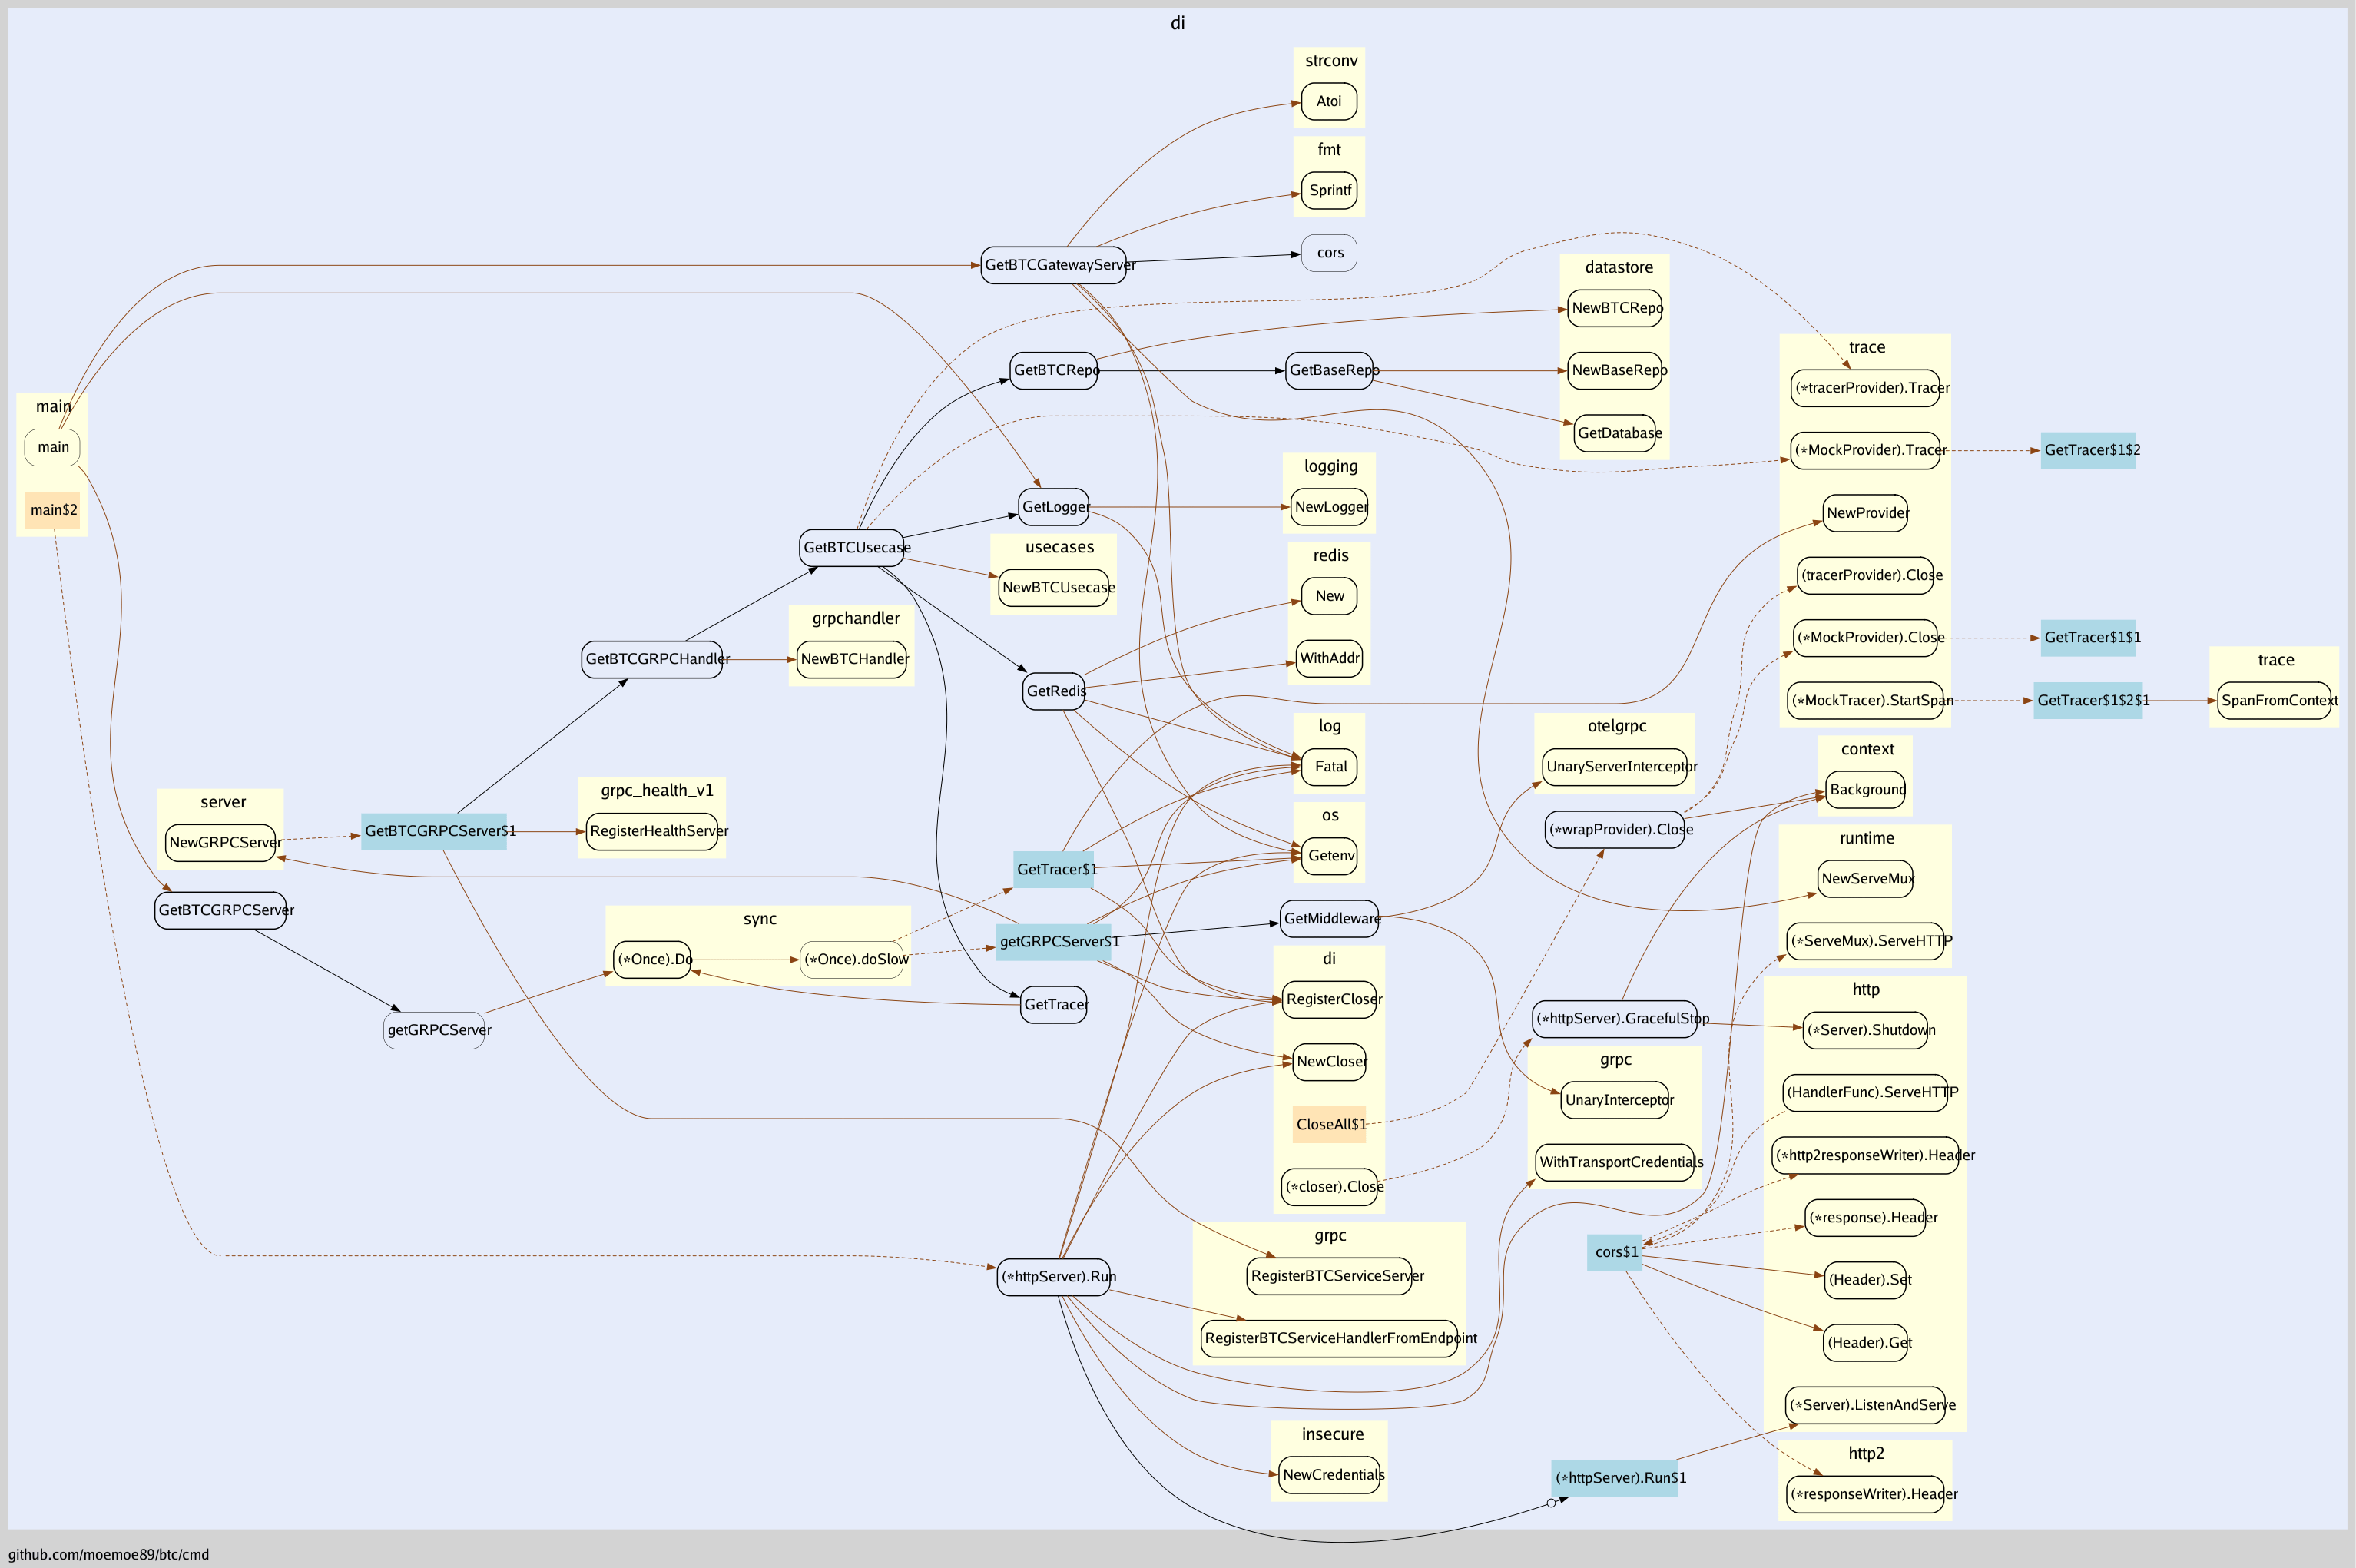 di
strconv
Atoi
fmt
Sprintf
cors
GetBTCGatewayServer
datastore
NewBTCRepo
NewBaseRepo
GetDatabase
GetBTCRepo
GetBaseRepo
trace
(*tracerProvider).Tracer
(*MockProvider).Tracer
NewProvider
(tracerProvider).Close
(*MockProvider).Close
(*MockTracer).StartSpan
GetTracer$1$2
GetTracer$1$1
GetTracer$1$2$1
trace
SpanFromContext
main
main
main$2
logging
NewLogger
GetLogger
GetBTCUsecase
usecases
NewBTCUsecase
redis
New
WithAddr
GetRedis
grpchandler
NewBTCHandler
GetBTCGRPCHandler
log
Fatal
os
Getenv
otelgrpc
UnaryServerInterceptor
context
Background
(*wrapProvider).Close
runtime
NewServeMux
(*ServeMux).ServeHTTP
server
NewGRPCServer
GetBTCGRPCServer$1
grpc_health_v1
RegisterHealthServer
GetBTCGRPCServer
getGRPCServer
sync
(*Once).Do
(*Once).doSlow
GetTracer$1
getGRPCServer$1
GetTracer
GetMiddleware
di
RegisterCloser
NewCloser
CloseAll$1
(*closer).Close
(*httpServer).GracefulStop
grpc
UnaryInterceptor
WithTransportCredentials
http
(*Server).Shutdown
(HandlerFunc).ServeHTTP
(*http2responseWriter).Header
(*response).Header
(Header).Set
(Header).Get
(*Server).ListenAndServe
cors$1
grpc
RegisterBTCServiceServer
RegisterBTCServiceHandlerFromEndpoint
(*httpServer).Run
insecure
NewCredentials
(*httpServer).Run$1
http2
(*responseWriter).Header
github.com/moemoe89/btc/cmd